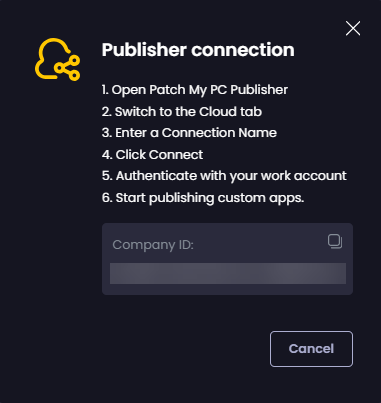 Publisher connection
1. Open Patch My PC Publisher
2. Switch to the Cloud tab
3. Enter a Connection Name
4. Click Connect
5. Authenticate with your work account
6. Start publishing custom apps.
Company ID:
Cancel